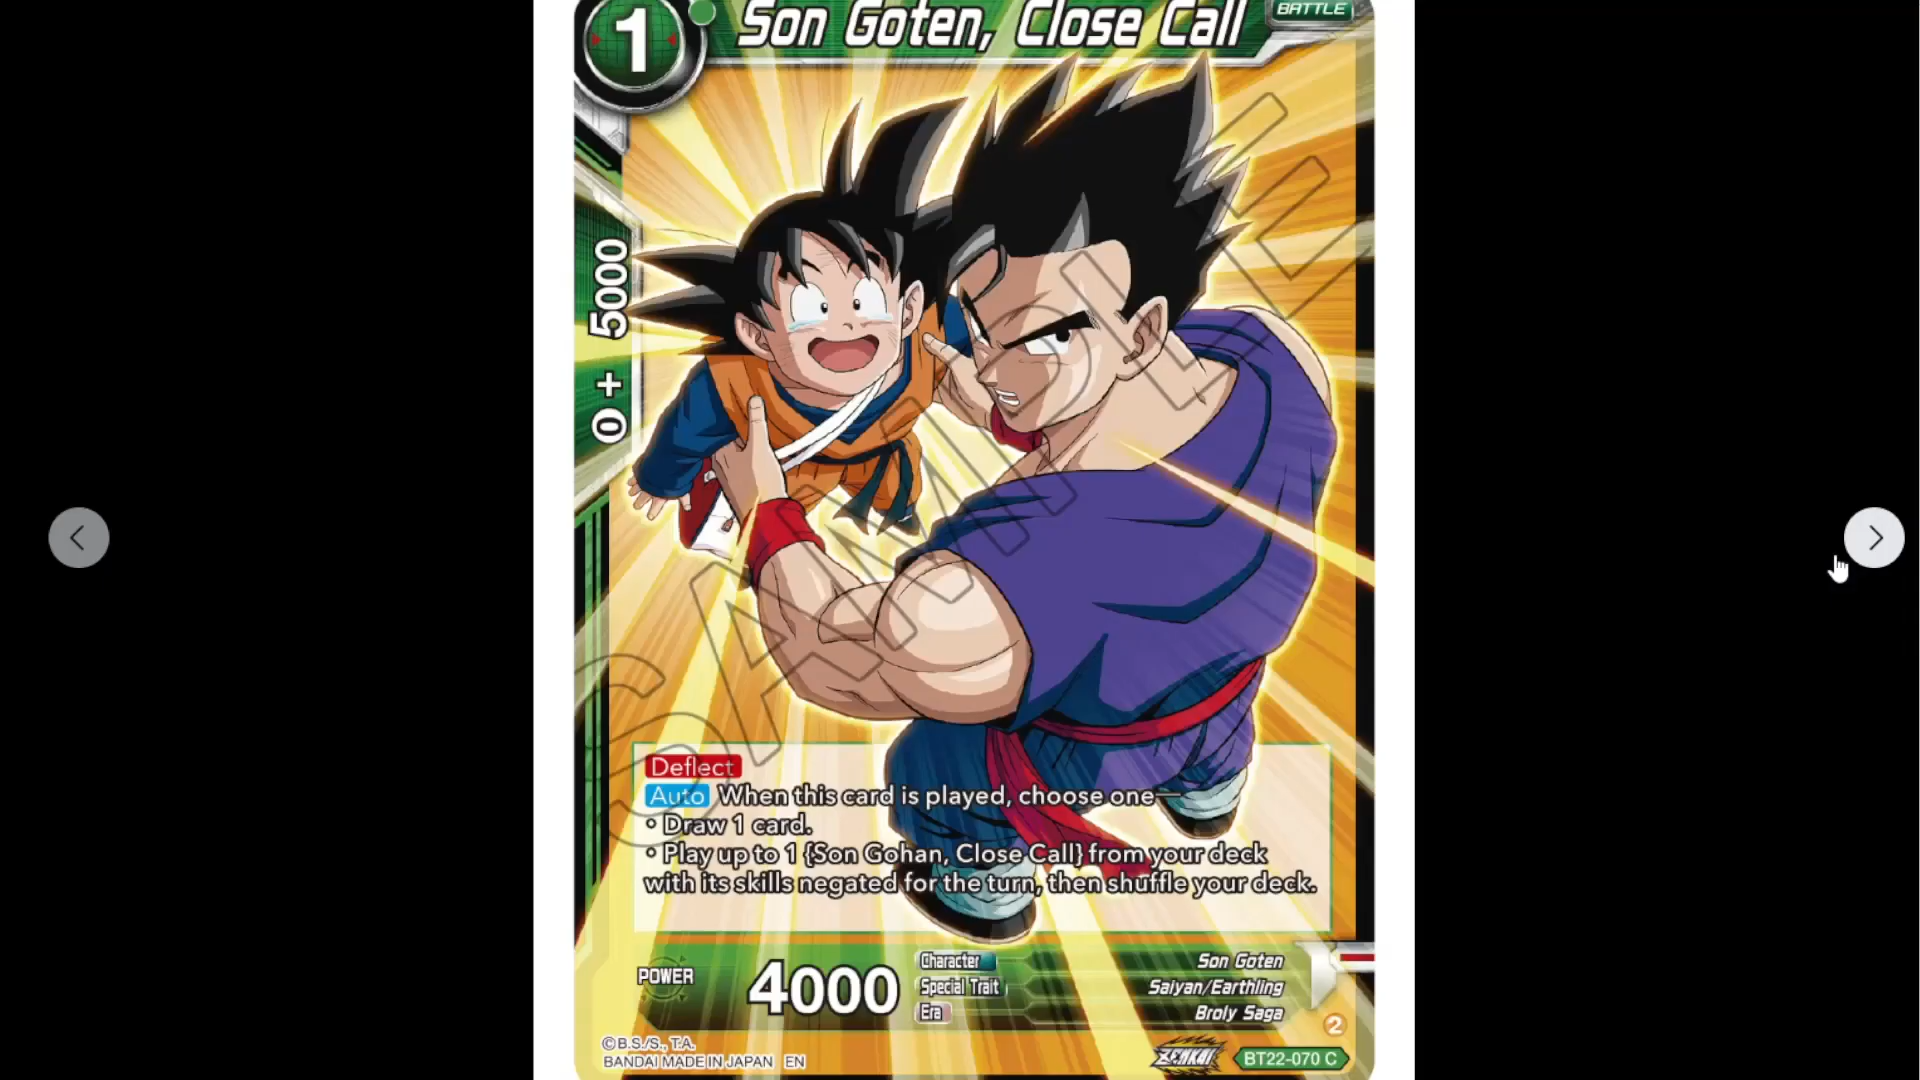 1
Son Goten, Close Call
BATTLE
0 + 5000
SAMPLE
Deflect
Auto When this card is played, choose one—
• Draw 1 card.
• Play up to 1 {Son Gohan, Close Call} from your deck
with its skills negated for the turn, then shuffle your deck.
POWER 4000
Character Son Goten
Special Trait Saiyan/Earthling
Era Broly Saga
2
©B.S./S., T.A.
BANDAI MADE IN JAPAN EN
ZENKAI
BT22-070 C